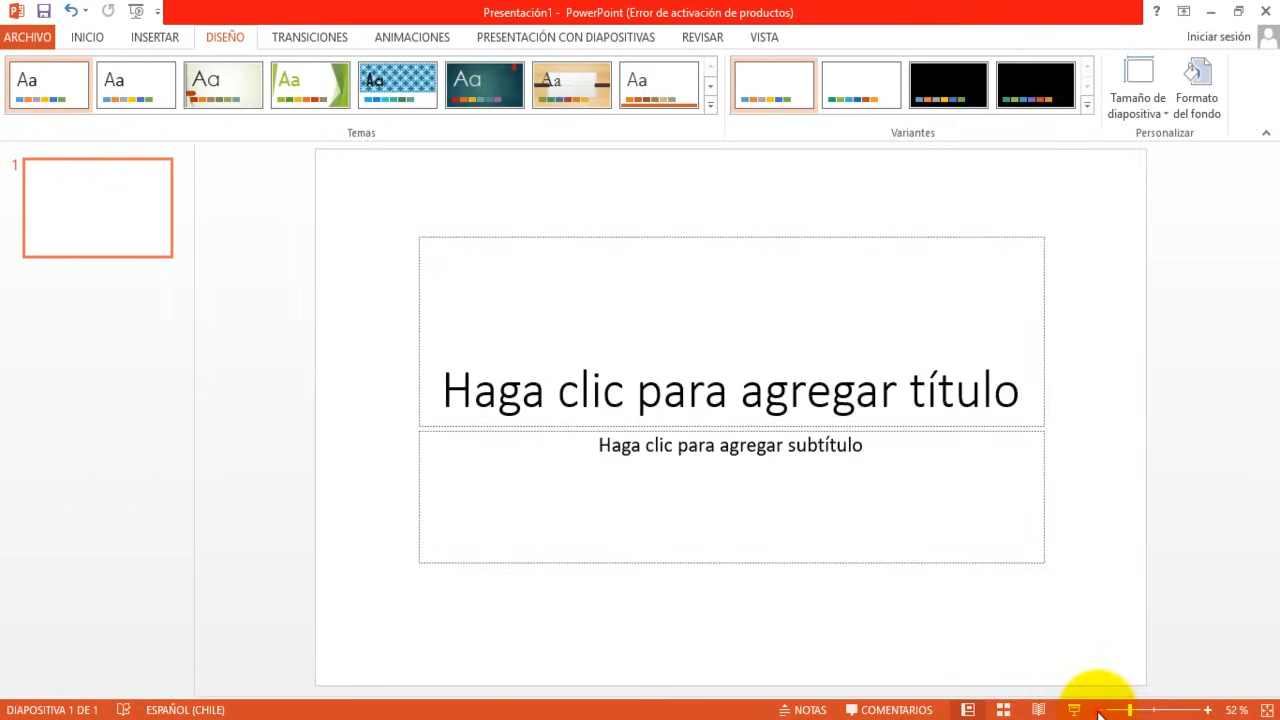 Presentación1 - PowerPoint (Error de activación de productos)
?
ARCHIVO INICIO INSERTAR DISEÑO TRANSICIONES ANIMACIONES PRESENTACIÓN CON DIAPOSITIVAS REVISAR VISTA Iniciar sesión
Aa Aa Aa Aa Aa Aa Aa Aa
Tamaño de diapositiva
Formato del fondo
Temas Variantes Personalizar
1
Haga clic para agregar título
Haga clic para agregar subtítulo
DIAPOSITIVA 1 DE 1 ESPAÑOL (CHILE) NOTAS COMENTARIOS 52 %